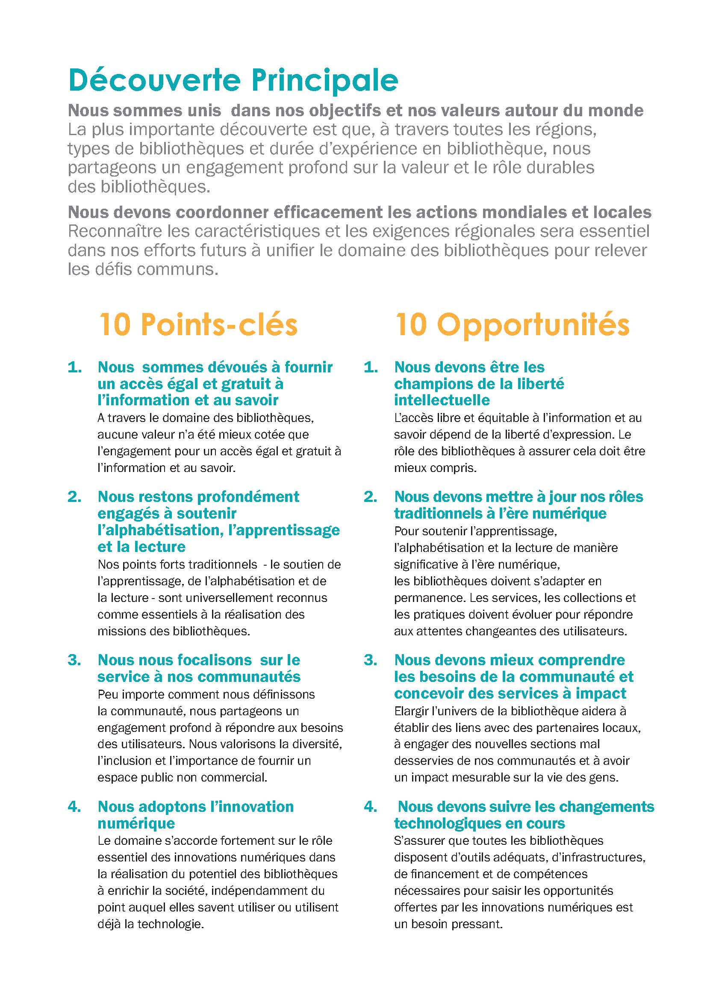 Découverte Principale
Nous sommes unis  dans nos objectifs et nos valeurs autour du monde
La plus importante découverte est que, à travers toutes les régions,
types de bibliothèques et durée d’expérience en bibliothèque, nous
partageons un engagement profond sur la valeur et le rôle durables
des bibliothèques.
Nous devons coordonner efficacement les actions mondiales et locales
Reconnaître les caractéristiques et les exigences régionales sera essentiel
dans nos efforts futurs à unifier le domaine des bibliothèques pour relever
les défis communs.
10 Points-clés
1. Nous  sommes dévoués à fournir
un accès égal et gratuit à
l’information et au savoir
A travers le domaine des bibliothèques,
aucune valeur n’a été mieux cotée que
l’engagement pour un accès égal et gratuit à
l’information et au savoir.
2. Nous restons profondément
engagés à soutenir
l’alphabétisation, l’apprentissage
et la lecture
Nos points forts traditionnels  - le soutien de
l’apprentissage, de l’alphabétisation et de
la lecture - sont universellement reconnus
comme essentiels à la réalisation des
missions des bibliothèques.
3. Nous nous focalisons  sur le
service à nos communautés
Peu importe comment nous définissons
la communauté, nous partageons un
engagement profond à répondre aux besoins
des utilisateurs. Nous valorisons la diversité,
l’inclusion et l’importance de fournir un
espace public non commercial.
4. Nous adoptons l’innovation
numérique
Le domaine s’accorde fortement sur le rôle
essentiel des innovations numériques dans
la réalisation du potentiel des bibliothèques
à enrichir la société, indépendamment du
point auquel elles savent utiliser ou utilisent
déjà la technologie.
10 Opportunités
1. Nous devons être les
champions de la liberté
intellectuelle
L’accès libre et équitable à l’information et au
savoir dépend de la liberté d’expression. Le
rôle des bibliothèques à assurer cela doit être
mieux compris.
2. Nous devons mettre à jour nos rôles
traditionnels à l’ère numérique
Pour soutenir l’apprentissage,
l’alphabétisation et la lecture de manière
significative à l’ère numérique,
les bibliothèques doivent s’adapter en
permanence. Les services, les collections et
les pratiques doivent évoluer pour répondre
aux attentes changeantes des utilisateurs.
3. Nous devons mieux comprendre
les besoins de la communauté et
concevoir des services à impact
Elargir l’univers de la bibliothèque aidera à
établir des liens avec des partenaires locaux,
à engager des nouvelles sections mal
desservies de nos communautés et à avoir
un impact mesurable sur la vie des gens.
4. Nous devons suivre les changements
technologiques en cours
S’assurer que toutes les bibliothèques
disposent d’outils adéquats, d’infrastructures,
de financement et de compétences
nécessaires pour saisir les opportunités
offertes par les innovations numériques est
un besoin pressant.